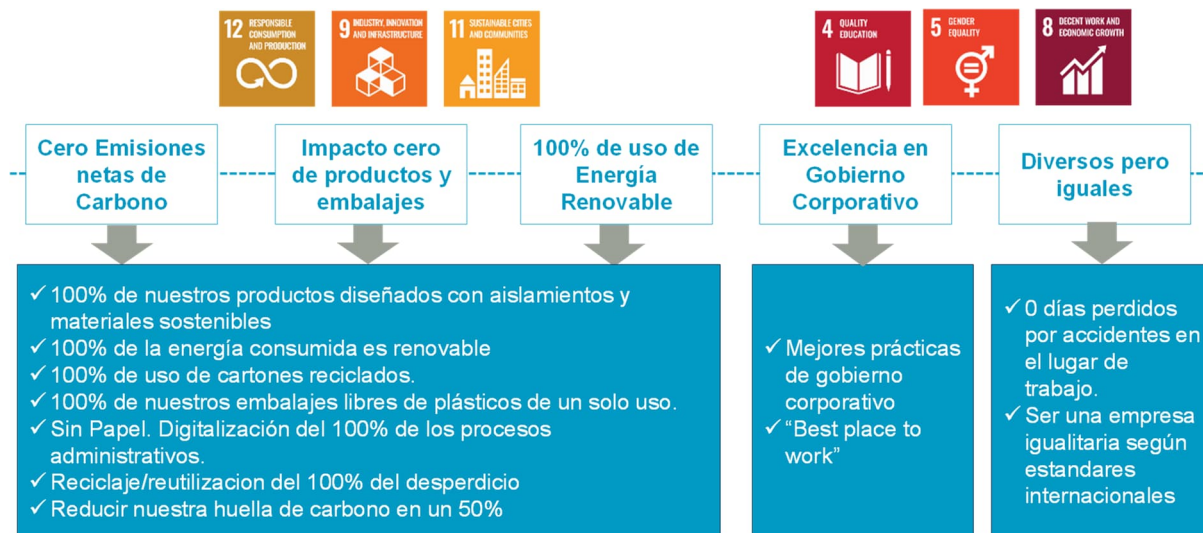 12 RESPONSIBLE
CONSUMPTION
AND PRODUCTION
9 INDUSTRY, INNOVATION
AND INFRASTRUCTURE
11 SUSTAINABLE CITIES
AND COMMUNITIES
4 QUALITY
EDUCATION
5 GENDER
EQUALITY
8 DECENT WORK AND
ECONOMIC GROWTH
Cero Emisiones
netas de
Carbono
Impacto cero
de productos y
embalajes
100% de uso de
Energía
Renovable
Excelencia en
Gobierno
Corporativo
Diversos pero
iguales
✓ 100% de nuestros productos diseñados con aislamientos y
materiales sostenibles
✓ 100% de la energía consumida es renovable
✓ 100% de uso de cartones reciclados.
✓ 100% de nuestros embalajes libres de plásticos de un solo uso.
✓ Sin Papel. Digitalización del 100% de los procesos
administrativos.
✓ Reciclaje/reutilizacion del 100% del desperdicio
✓ Reducir nuestra huella de carbono en un 50%
✓ Mejores prácticas
de gobierno
corporativo
✓ “Best place to
work”
✓ 0 días perdidos
por accidentes en
el lugar de
trabajo.
✓ Ser una empresa
igualitaria según
estandares
internacionales